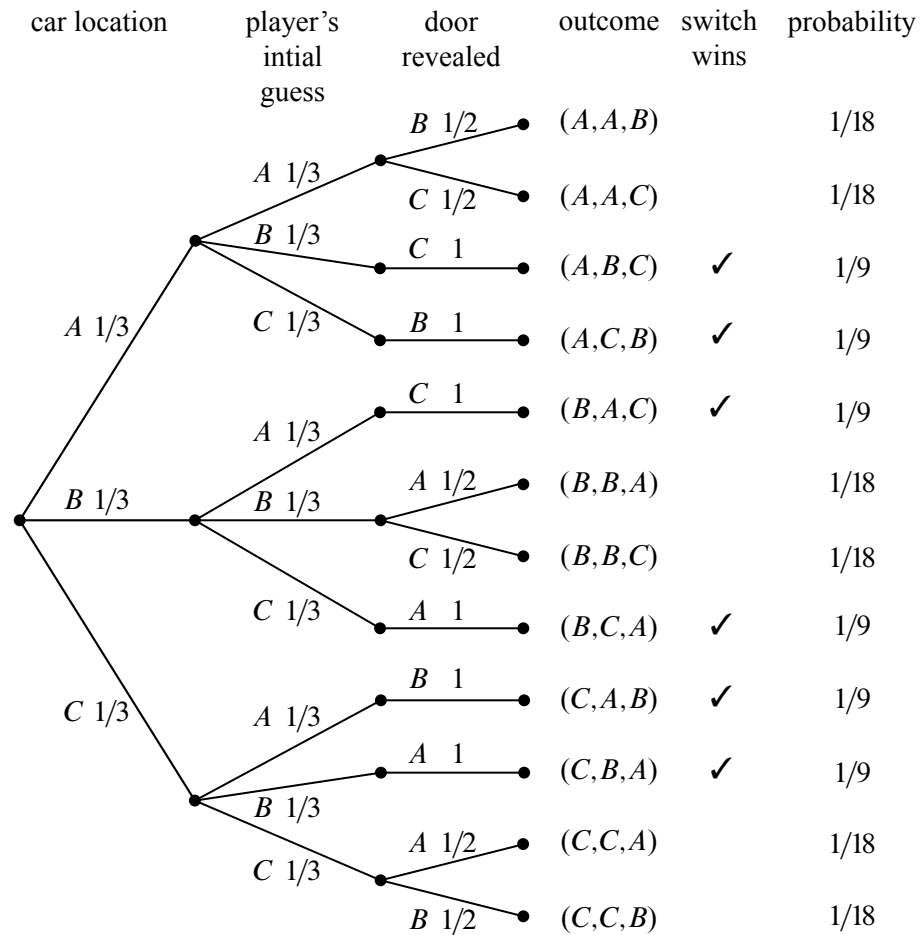 car location player's door outcome switch probability
intial revealed wins
guess
B 1/2 (A,A,B) 1/18
A 1/3
C 1/2 (A,A,C) 1/18
B 1/3 C 1 (A,B,C) ✓ 1/9
A 1/3 C 1/3 B 1 (A,C,B) ✓ 1/9
C 1 (B,A,C) ✓ 1/9
A 1/3
A 1/2 (B,B,A) 1/18
B 1/3 B 1/3
C 1/2 (B,B,C) 1/18
C 1/3 A 1 (B,C,A) ✓ 1/9
B 1 (C,A,B) ✓ 1/9
C 1/3 A 1/3
A 1 (C,B,A) ✓ 1/9
B 1/3
A 1/2 (C,C,A) 1/18
C 1/3
B 1/2 (C,C,B) 1/18